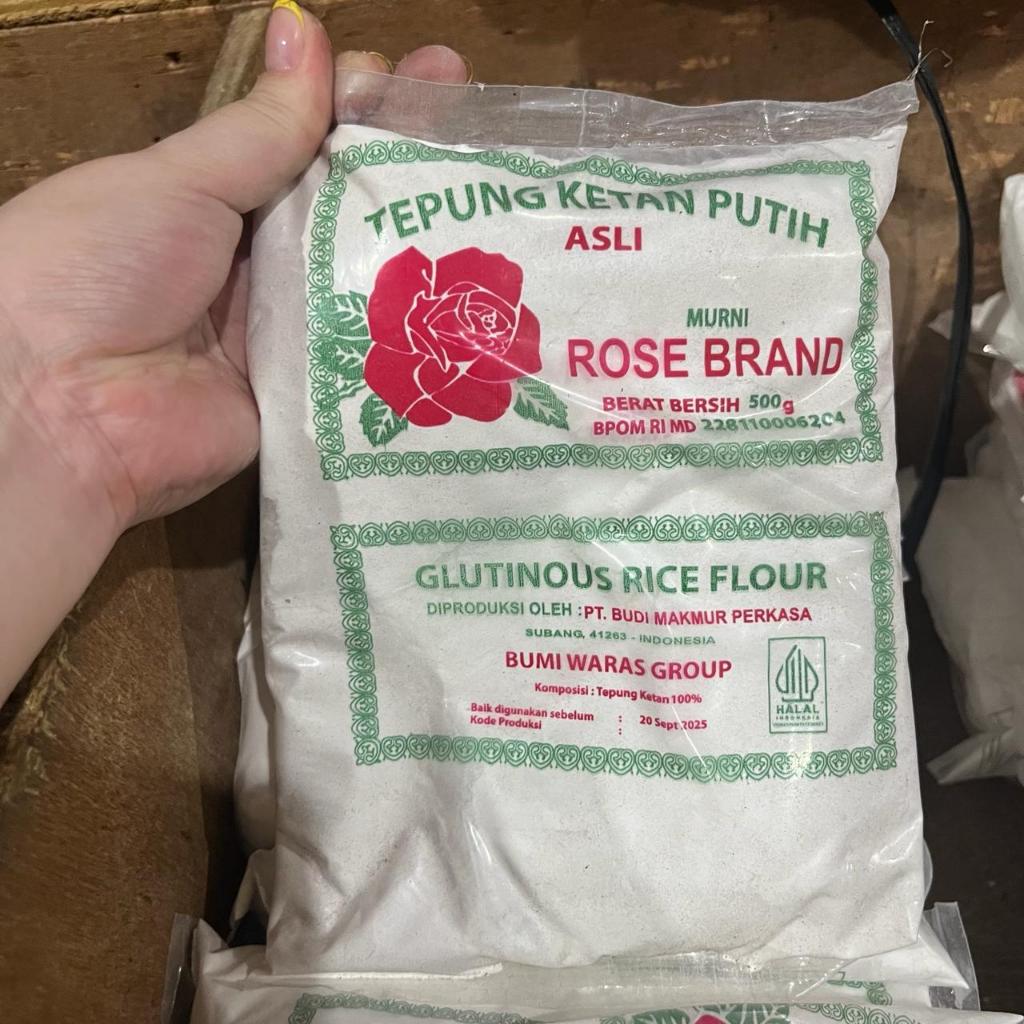 TEPUNG KETAN PUTIH
ASLI
MURNI
ROSE BRAND
BERAT BERSIH 500g
BPOM RI MD 228110006204
GLUTINOUS RICE FLOUR
DIPRODUKSI OLEH : PT. BUDI MAKMUR PERKASA
SUBANG, 41263 - INDONESIA
BUMI WARAS GROUP
Komposisi : Tepung Ketan 100%
Baik digunakan sebelum : 20 Sept 2025
Kode Produksi :
HALAL
INDONESIA